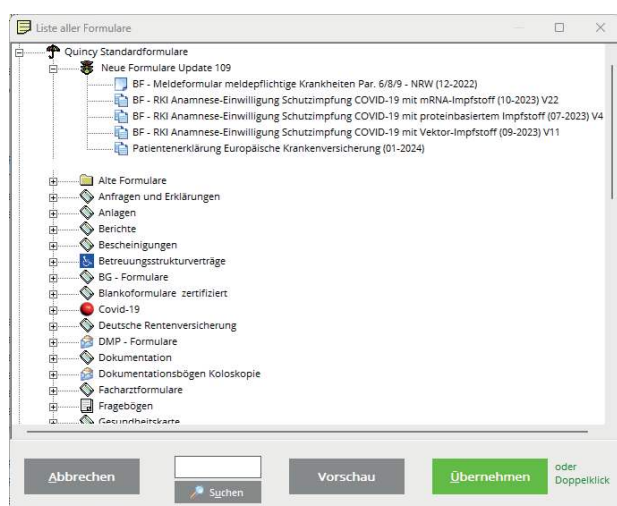 Liste aller Formulare
Quincy Standardformulare
Neue Formulare Update 109
BF - Meldeformular meldepflichtige Krankheiten Par. 6/8/9 - NRW (12-2022)
BF - RKI Anamnese-Einwilligung Schutzimpfung COVID-19 mit mRNA-Impfstoff (10-2023) V22
BF - RKI Anamnese-Einwilligung Schutzimpfung COVID-19 mit proteinbasiertem Impfstoff (07-2023) V4
BF - RKI Anamnese-Einwilligung Schutzimpfung COVID-19 mit Vektor-Impfstoff (09-2023) V11
Patientenerklärung Europäische Krankenversicherung (01-2024)
Alte Formulare
Anfragen und Erklärungen
Anlagen
Berichte
Bescheinigungen
Betreuungsstrukturverträge
BG - Formulare
Blankoformulare zertifiziert
Covid-19
Deutsche Rentenversicherung
DMP - Formulare
Dokumentation
Dokumentationsbögen Koloskopie
Facharztformulare
Fragebögen
Gesundheitskarte
Abbrechen
Suchen
Vorschau
Übernehmen
oder
Doppelklick